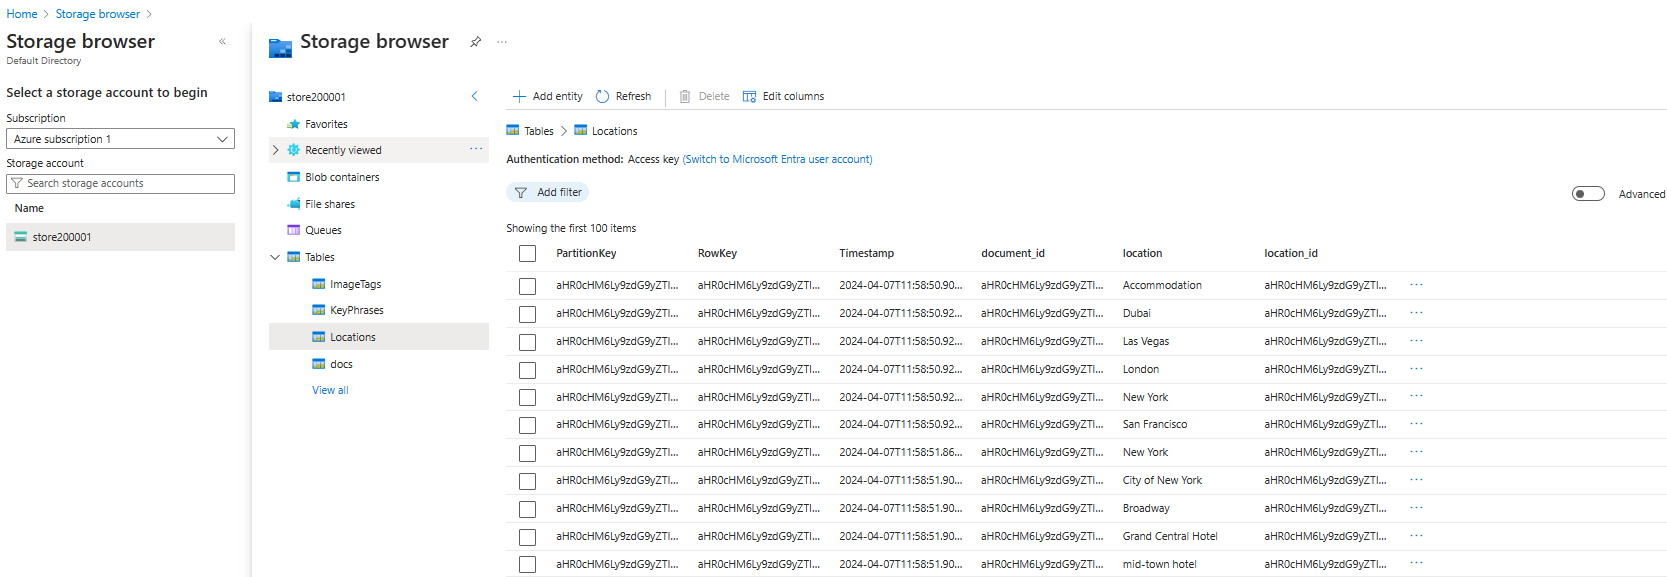 Home > Storage browser >
Storage browser «
Default Directory
Select a storage account to begin
Subscription
Azure subscription 1
Storage account
Search storage accounts
Name
store200001
Storage browser ...
store200001
Favorites
Recently viewed ...
Blob containers
File shares
Queues
Tables
ImageTags
KeyPhrases
Locations
docs
View all
Add entity Refresh Delete Edit columns
Tables > Locations
Authentication method: Access key (Switch to Microsoft Entra user account)
Add filter
Advanced
Showing the first 100 items
PartitionKey RowKey Timestamp document_id location location_id
aHR0cHM6Ly9zdG9yZTI... aHR0cHM6Ly9zdG9yZTI... 2024-04-07T11:58:50.90... aHR0cHM6Ly9zdG9yZTI... Accommodation aHR0cHM6Ly9zdG9yZTI... ...
aHR0cHM6Ly9zdG9yZTI... aHR0cHM6Ly9zdG9yZTI... 2024-04-07T11:58:50.92... aHR0cHM6Ly9zdG9yZTI... Dubai aHR0cHM6Ly9zdG9yZTI... ...
aHR0cHM6Ly9zdG9yZTI... aHR0cHM6Ly9zdG9yZTI... 2024-04-07T11:58:50.92... aHR0cHM6Ly9zdG9yZTI... Las Vegas aHR0cHM6Ly9zdG9yZTI... ...
aHR0cHM6Ly9zdG9yZTI... aHR0cHM6Ly9zdG9yZTI... 2024-04-07T11:58:50.92... aHR0cHM6Ly9zdG9yZTI... London aHR0cHM6Ly9zdG9yZTI... ...
aHR0cHM6Ly9zdG9yZTI... aHR0cHM6Ly9zdG9yZTI... 2024-04-07T11:58:50.92... aHR0cHM6Ly9zdG9yZTI... New York aHR0cHM6Ly9zdG9yZTI... ...
aHR0cHM6Ly9zdG9yZTI... aHR0cHM6Ly9zdG9yZTI... 2024-04-07T11:58:50.92... aHR0cHM6Ly9zdG9yZTI... San Francisco aHR0cHM6Ly9zdG9yZTI... ...
aHR0cHM6Ly9zdG9yZTI... aHR0cHM6Ly9zdG9yZTI... 2024-04-07T11:58:51.86... aHR0cHM6Ly9zdG9yZTI... New York aHR0cHM6Ly9zdG9yZTI... ...
aHR0cHM6Ly9zdG9yZTI... aHR0cHM6Ly9zdG9yZTI... 2024-04-07T11:58:51.90... aHR0cHM6Ly9zdG9yZTI... City of New York aHR0cHM6Ly9zdG9yZTI... ...
aHR0cHM6Ly9zdG9yZTI... aHR0cHM6Ly9zdG9yZTI... 2024-04-07T11:58:51.90... aHR0cHM6Ly9zdG9yZTI... Broadway aHR0cHM6Ly9zdG9yZTI... ...
aHR0cHM6Ly9zdG9yZTI... aHR0cHM6Ly9zdG9yZTI... 2024-04-07T11:58:51.90... aHR0cHM6Ly9zdG9yZTI... Grand Central Hotel aHR0cHM6Ly9zdG9yZTI... ...
aHR0cHM6Ly9zdG9yZTI... aHR0cHM6Ly9zdG9yZTI... 2024-04-07T11:58:51.90... aHR0cHM6Ly9zdG9yZTI... mid-town hotel aHR0cHM6Ly9zdG9yZTI... ...